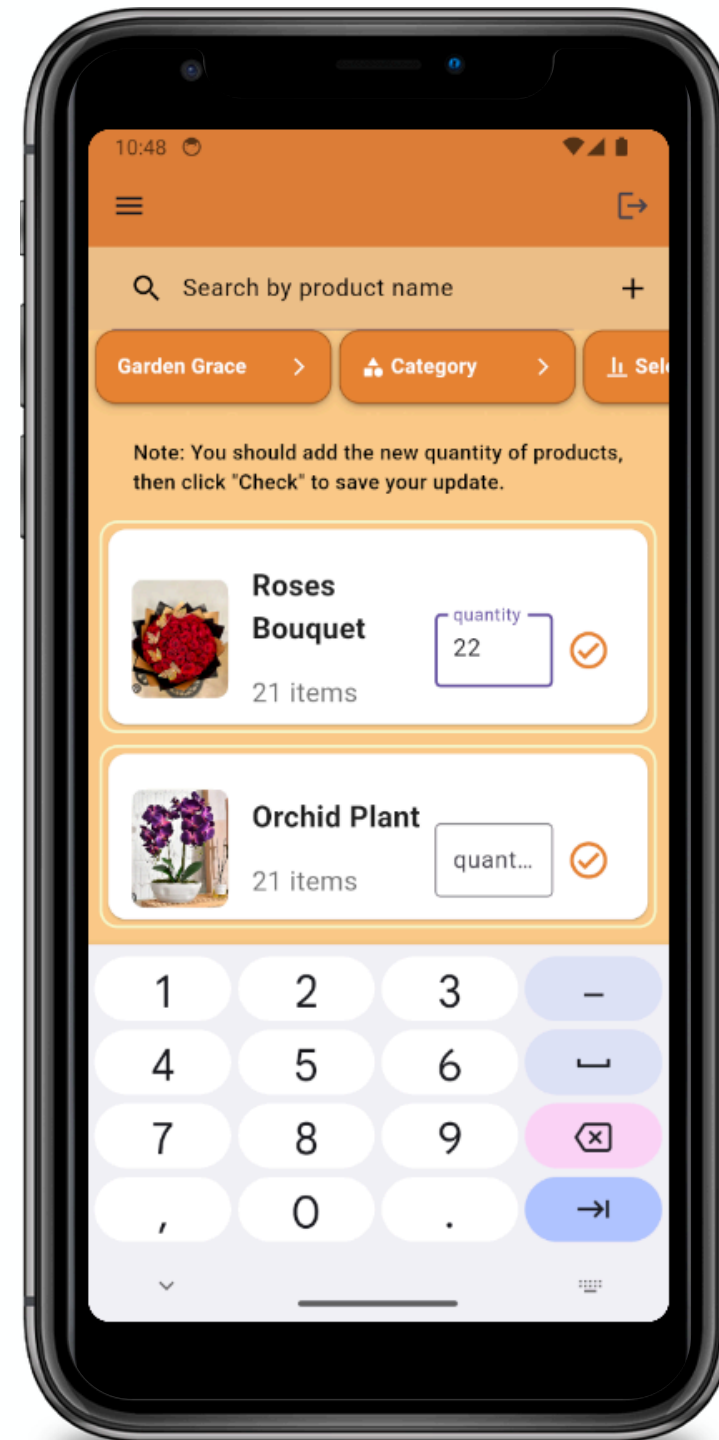 10:48
Search by product name +
Garden Grace > Category > Sele
Note: You should add the new quantity of products,
then click "Check" to save your update.
Roses
Bouquet
quantity
22
21 items
Orchid Plant
quant...
21 items
1 2 3 –
4 5 6
7 8 9
, 0 .